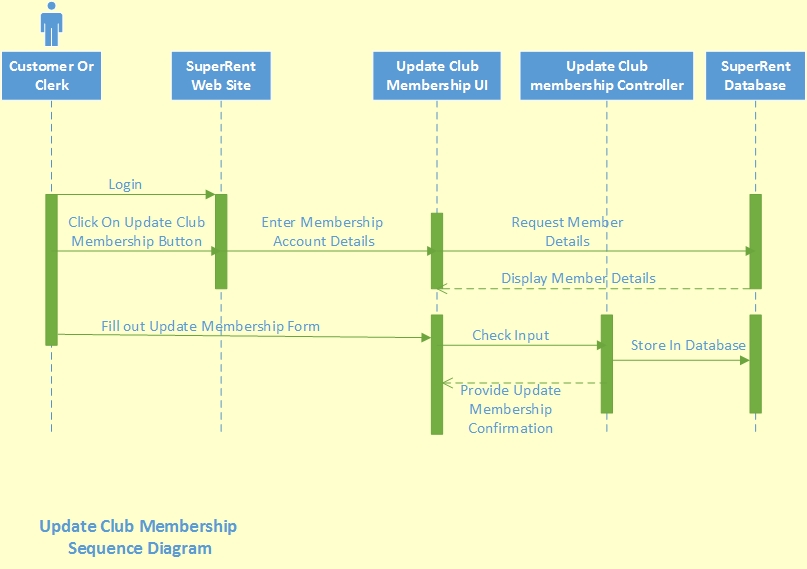 Customer Or
Clerk
SuperRent
Web Site
Update Club
Membership UI
Update Club
membership Controller
SuperRent
Database
Login
Click On Update Club
Membership Button
Enter Membership
Account Details
Request Member
Details
Display Member Details
Fill out Update Membership Form
Check Input
Store In Database
Provide Update
Membership
Confirmation
Update Club Membership
Sequence Diagram